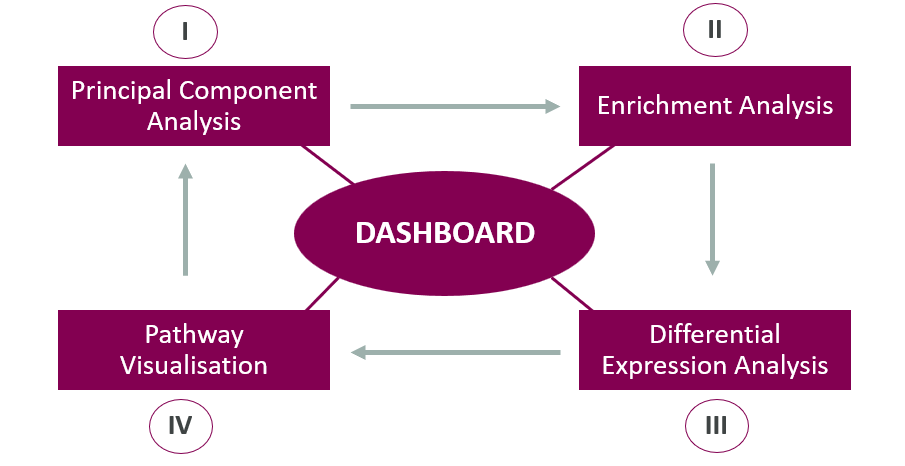 I
II
Principal Component
Analysis
Enrichment Analysis
DASHBOARD
Pathway
Visualisation
Differential
Expression Analysis
IV
III